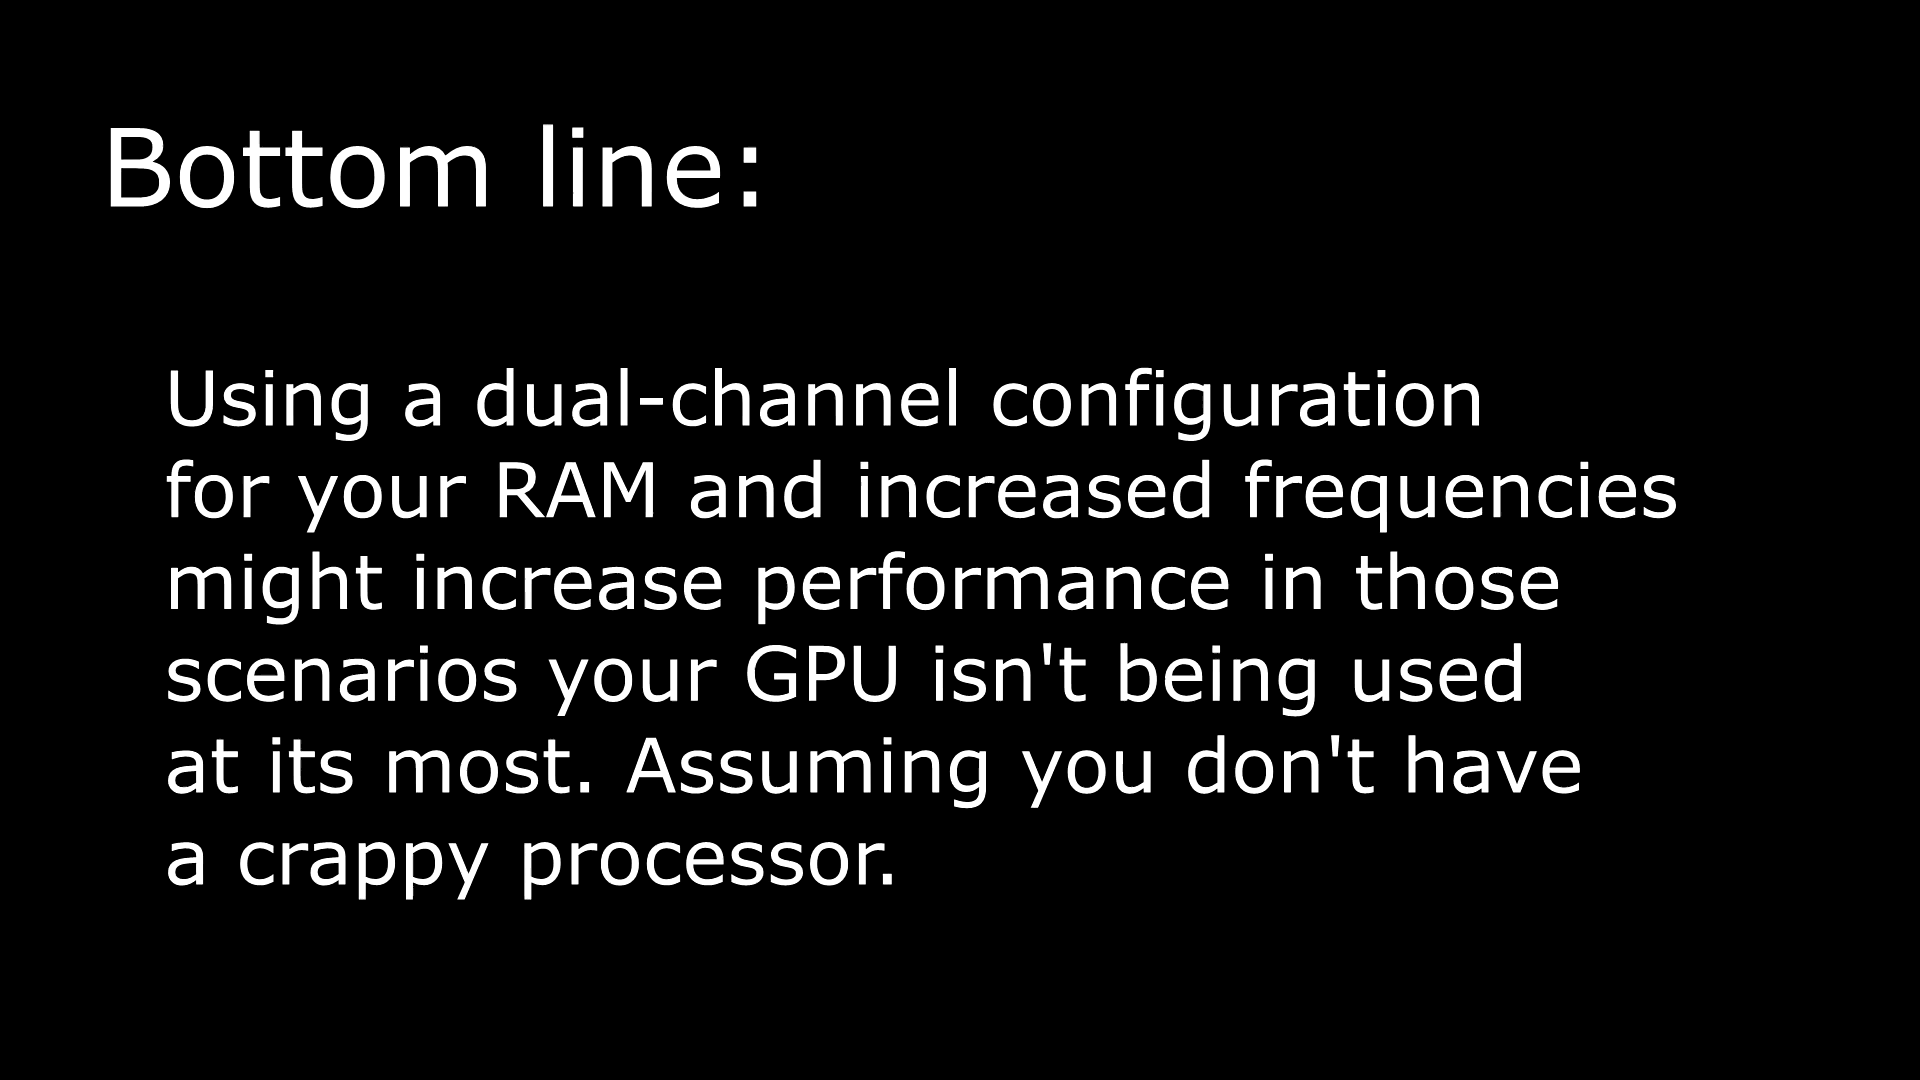 Bottom line:
Using a dual-channel configuration
for your RAM and increased frequencies
might increase performance in those
scenarios your GPU isn't being used
at its most. Assuming you don't have
a crappy processor.